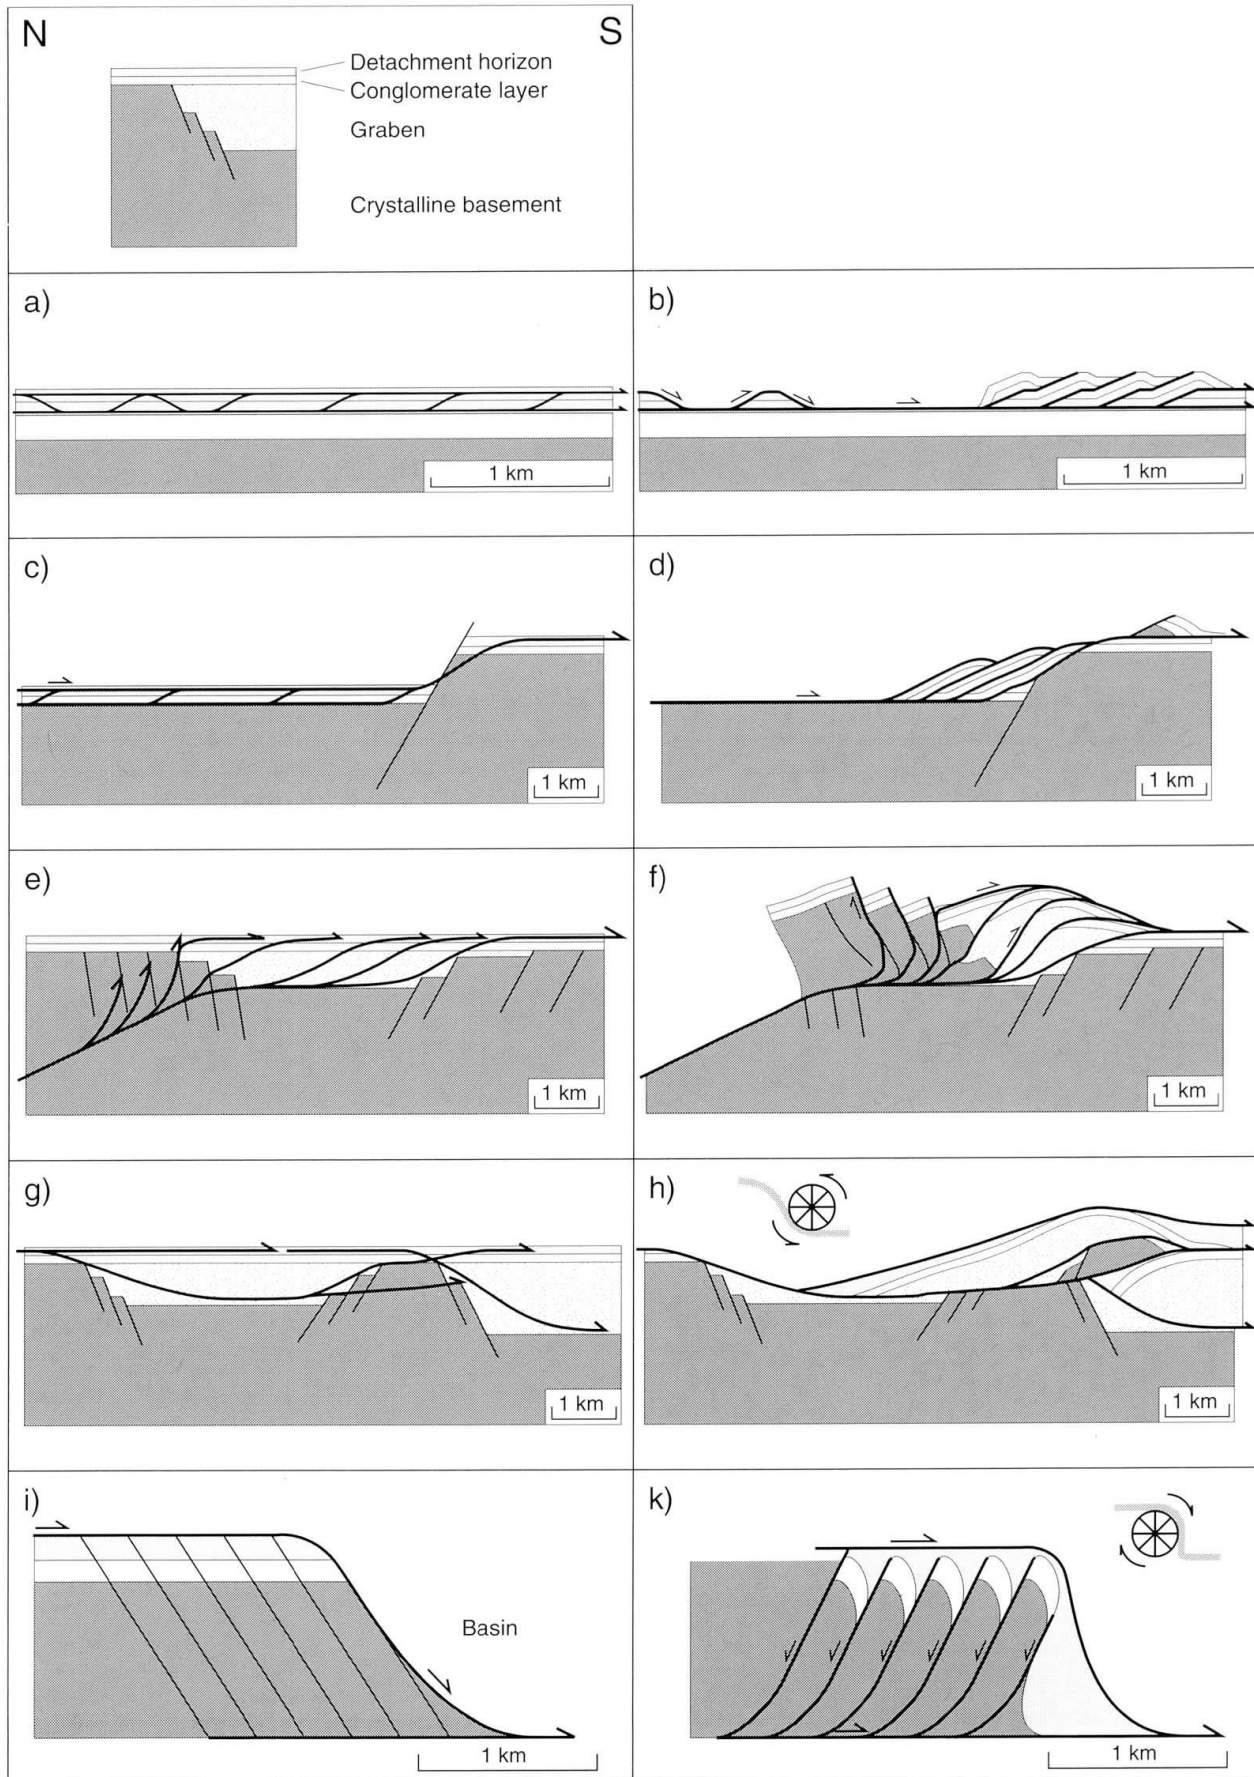 N
S
Detachment horizon
Conglomerate layer
Graben
Crystalline basement
a)
1 km
b)
1 km
c)
1 km
d)
1 km
e)
1 km
f)
1 km
g)
1 km
h)
1 km
i)
Basin
1 km
k)
1 km